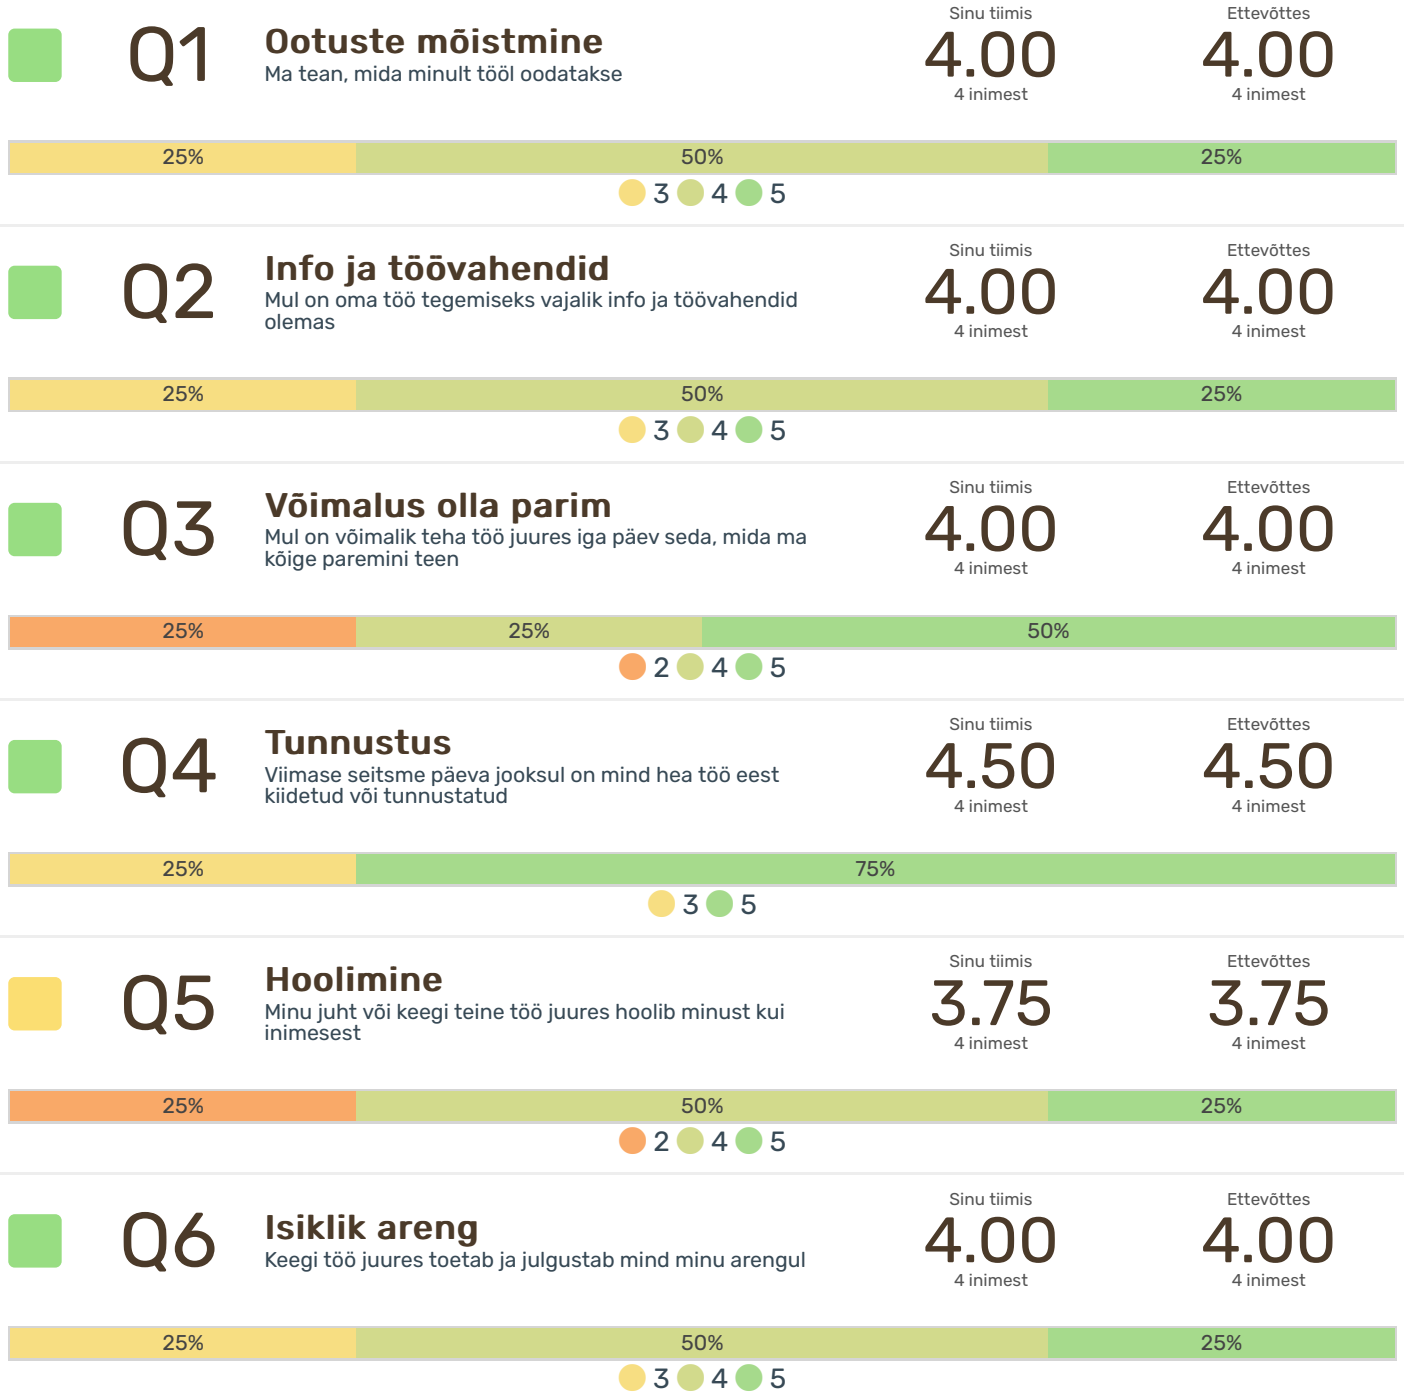 Q1
Ootuste mõistmine
Ma tean, mida minult tööl oodatakse
Sinu tiimis
4.00
4 inimest
Ettevõttes
4.00
4 inimest
25% 50% 25%
3 4 5
Q2
Info ja töövahendid
Mul on oma töö tegemiseks vajalik info ja töövahendid
olemas
Sinu tiimis
4.00
4 inimest
Ettevõttes
4.00
4 inimest
25% 50% 25%
3 4 5
Q3
Võimalus olla parim
Mul on võimalik teha töö juures iga päev seda, mida ma
kõige paremini teen
Sinu tiimis
4.00
4 inimest
Ettevõttes
4.00
4 inimest
25% 25% 50%
2 4 5
Q4
Tunnustus
Viimase seitsme päeva jooksul on mind hea töö eest
kiidetud või tunnustatud
Sinu tiimis
4.50
4 inimest
Ettevõttes
4.50
4 inimest
25% 75%
3 5
Q5
Hoolimine
Minu juht või keegi teine töö juures hoolib minust kui
inimesest
Sinu tiimis
3.75
4 inimest
Ettevõttes
3.75
4 inimest
25% 50% 25%
2 4 5
Q6
Isiklik areng
Keegi töö juures toetab ja julgustab mind minu arengul
Sinu tiimis
4.00
4 inimest
Ettevõttes
4.00
4 inimest
25% 50% 25%
3 4 5